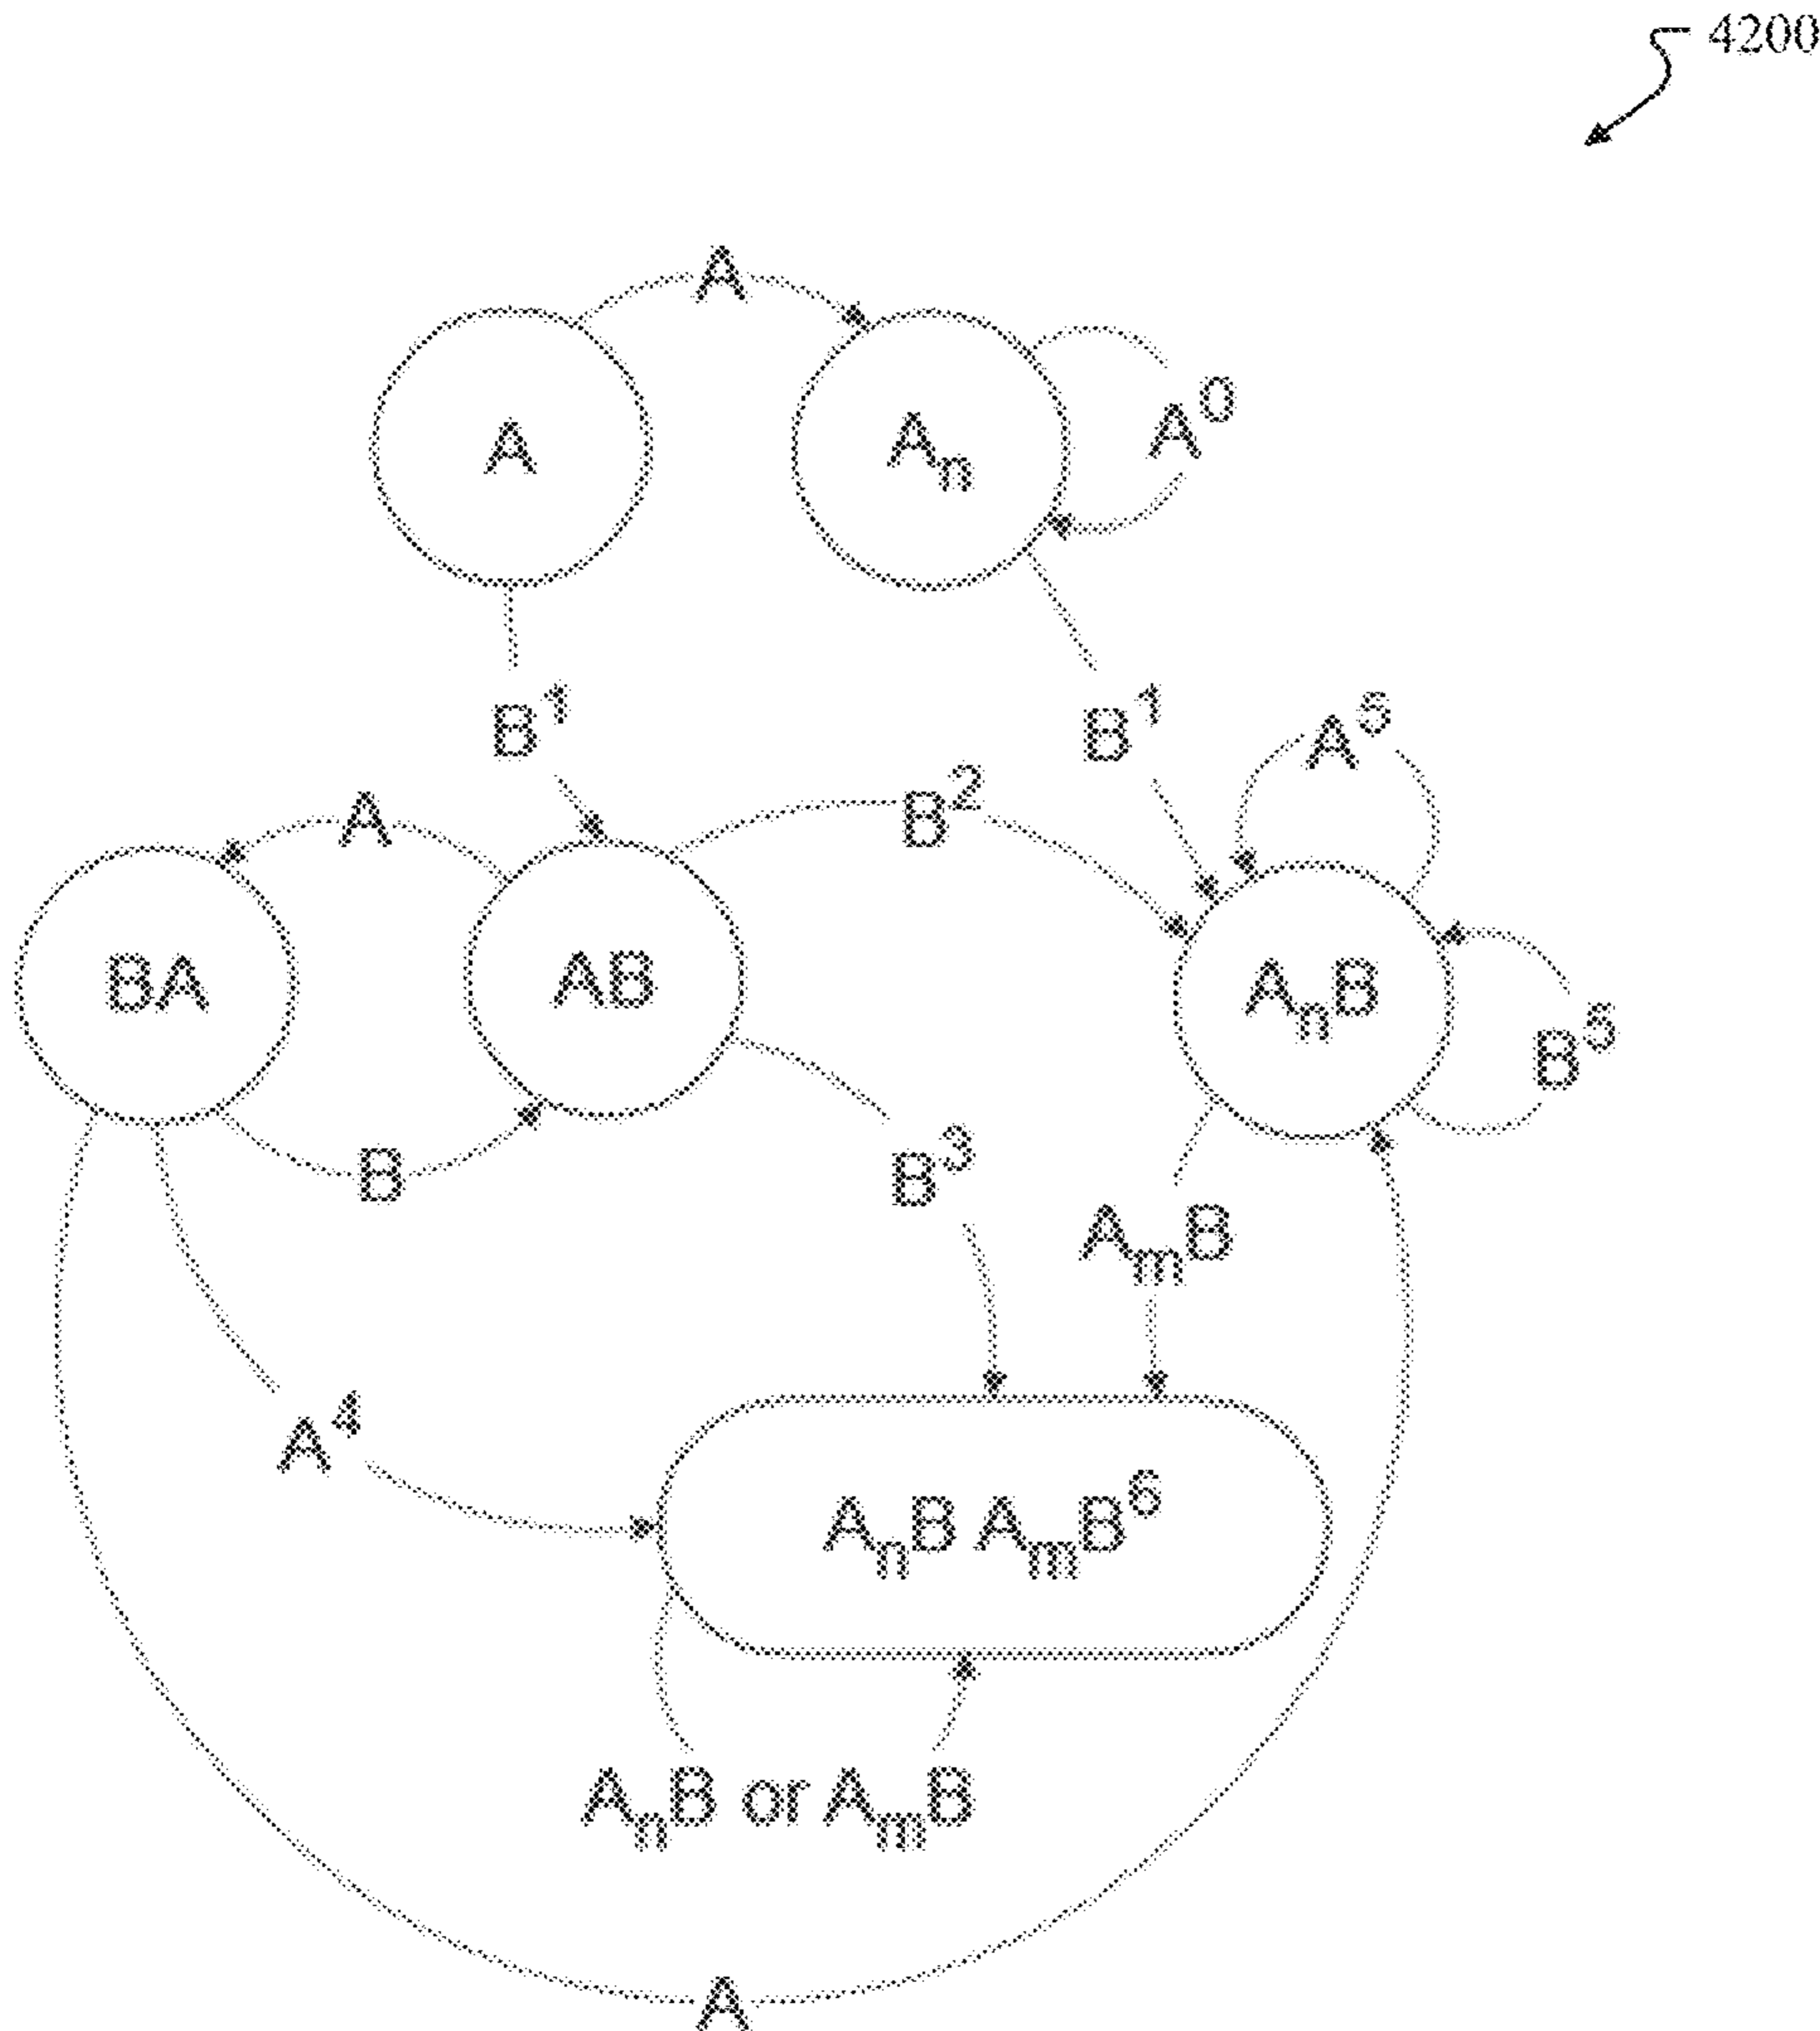 4200
A
A
Aₙ
A⁰
B¹
B¹
A⁵
A
B²
BA
AB
AₙB
B⁵
B
B³
AₘB
A⁴
AₙB AₘB⁶
AₙB or AₘB
A